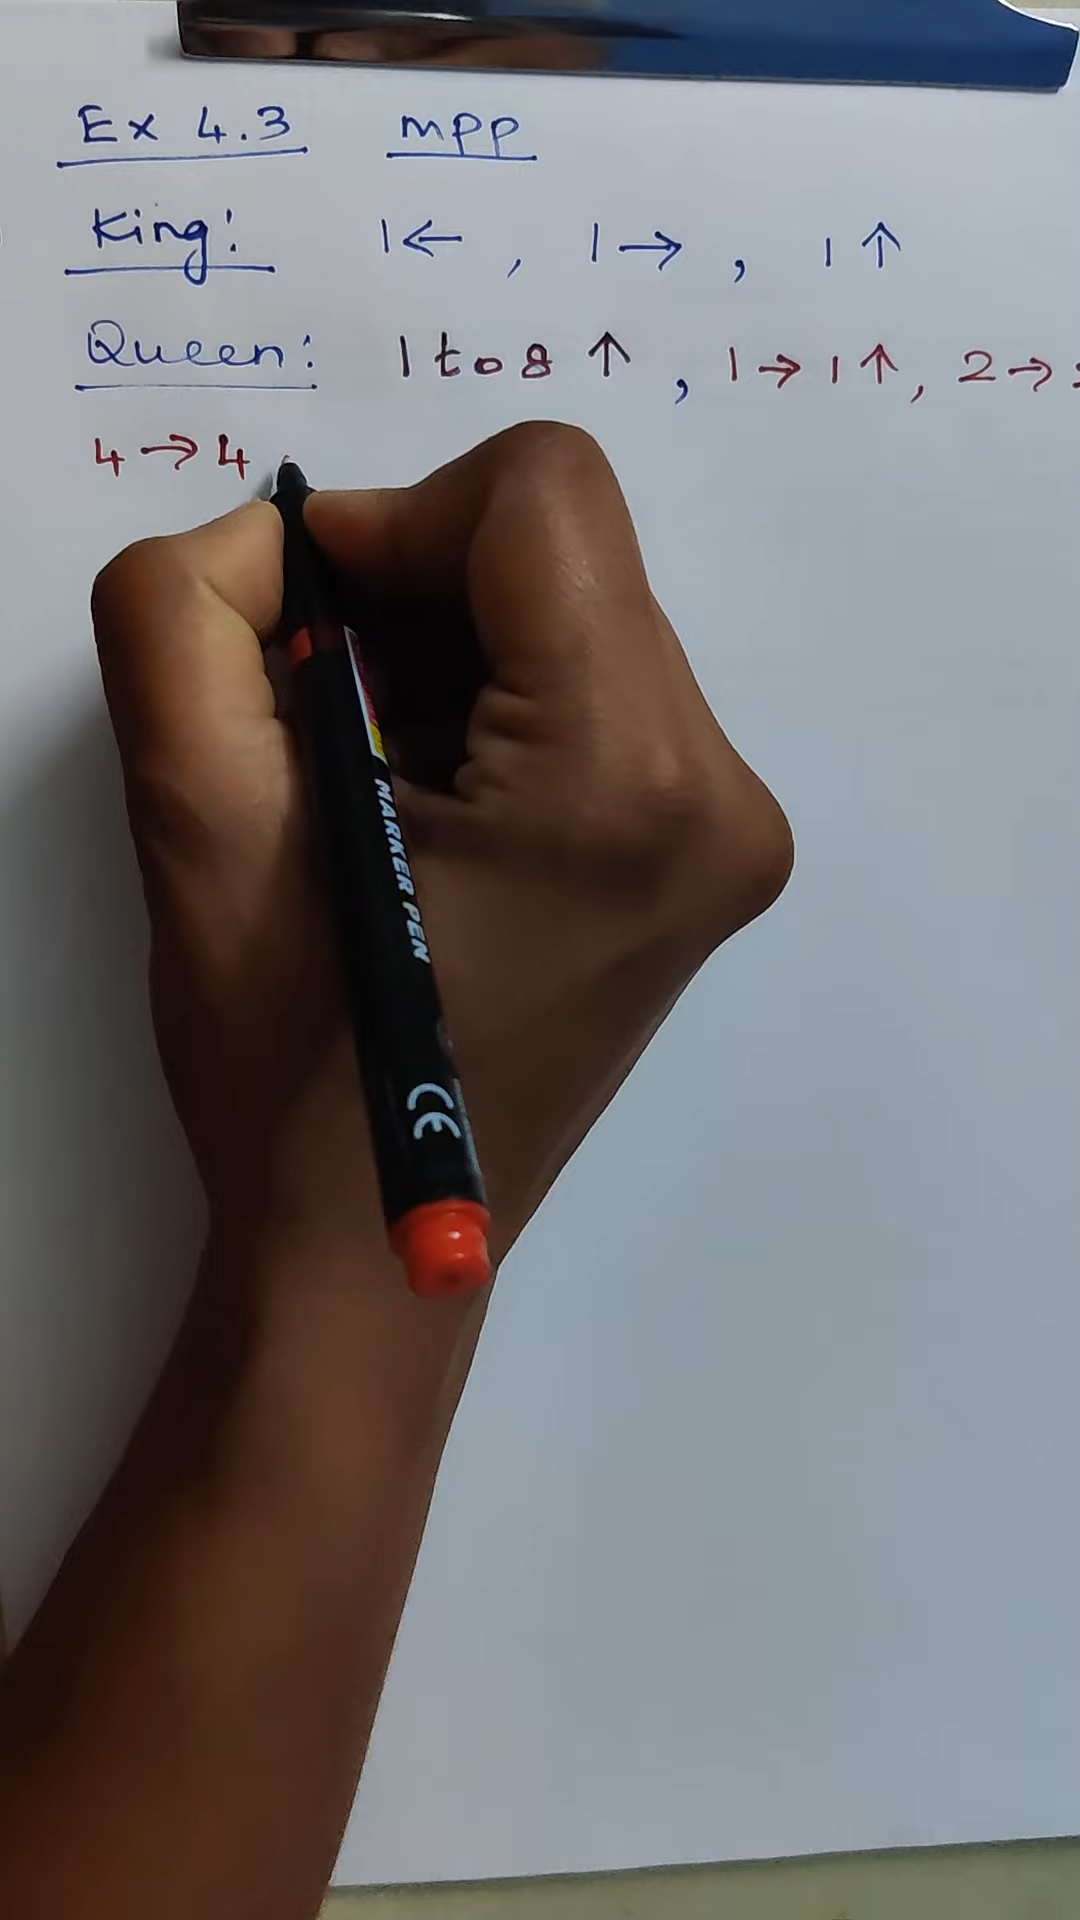 Ex 4.3 MPP
King: 1←, 1→, 1↑
Queen: 1 to 8 ↑, 1→1↑, 2→
4→4
MARKER PEN
CE